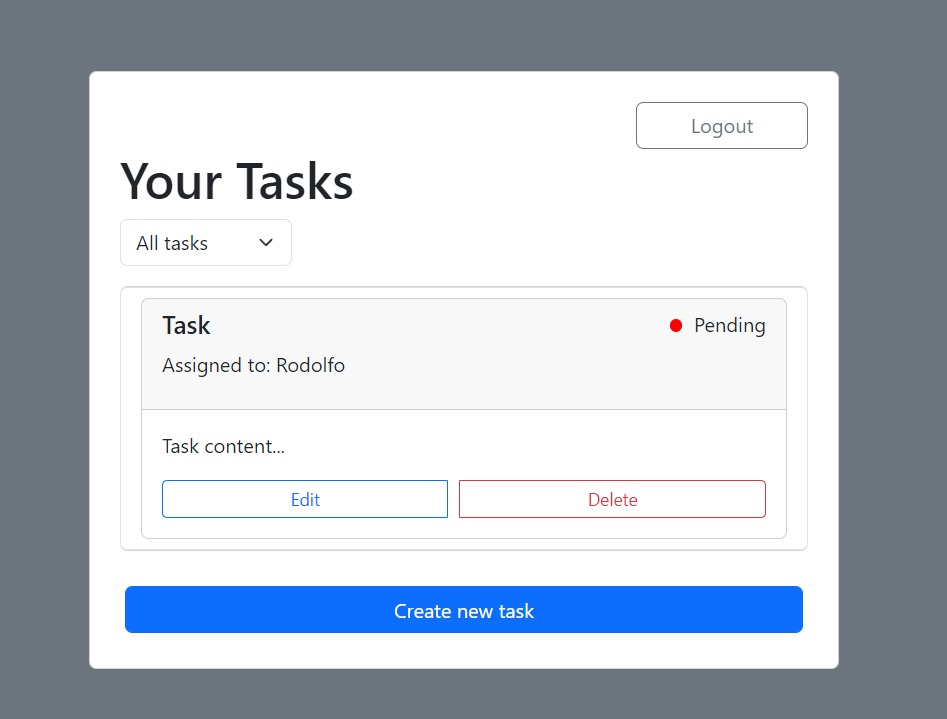 Logout
Your Tasks
All tasks
Task
Pending
Assigned to: Rodolfo
Task content...
Edit
Delete
Create new task